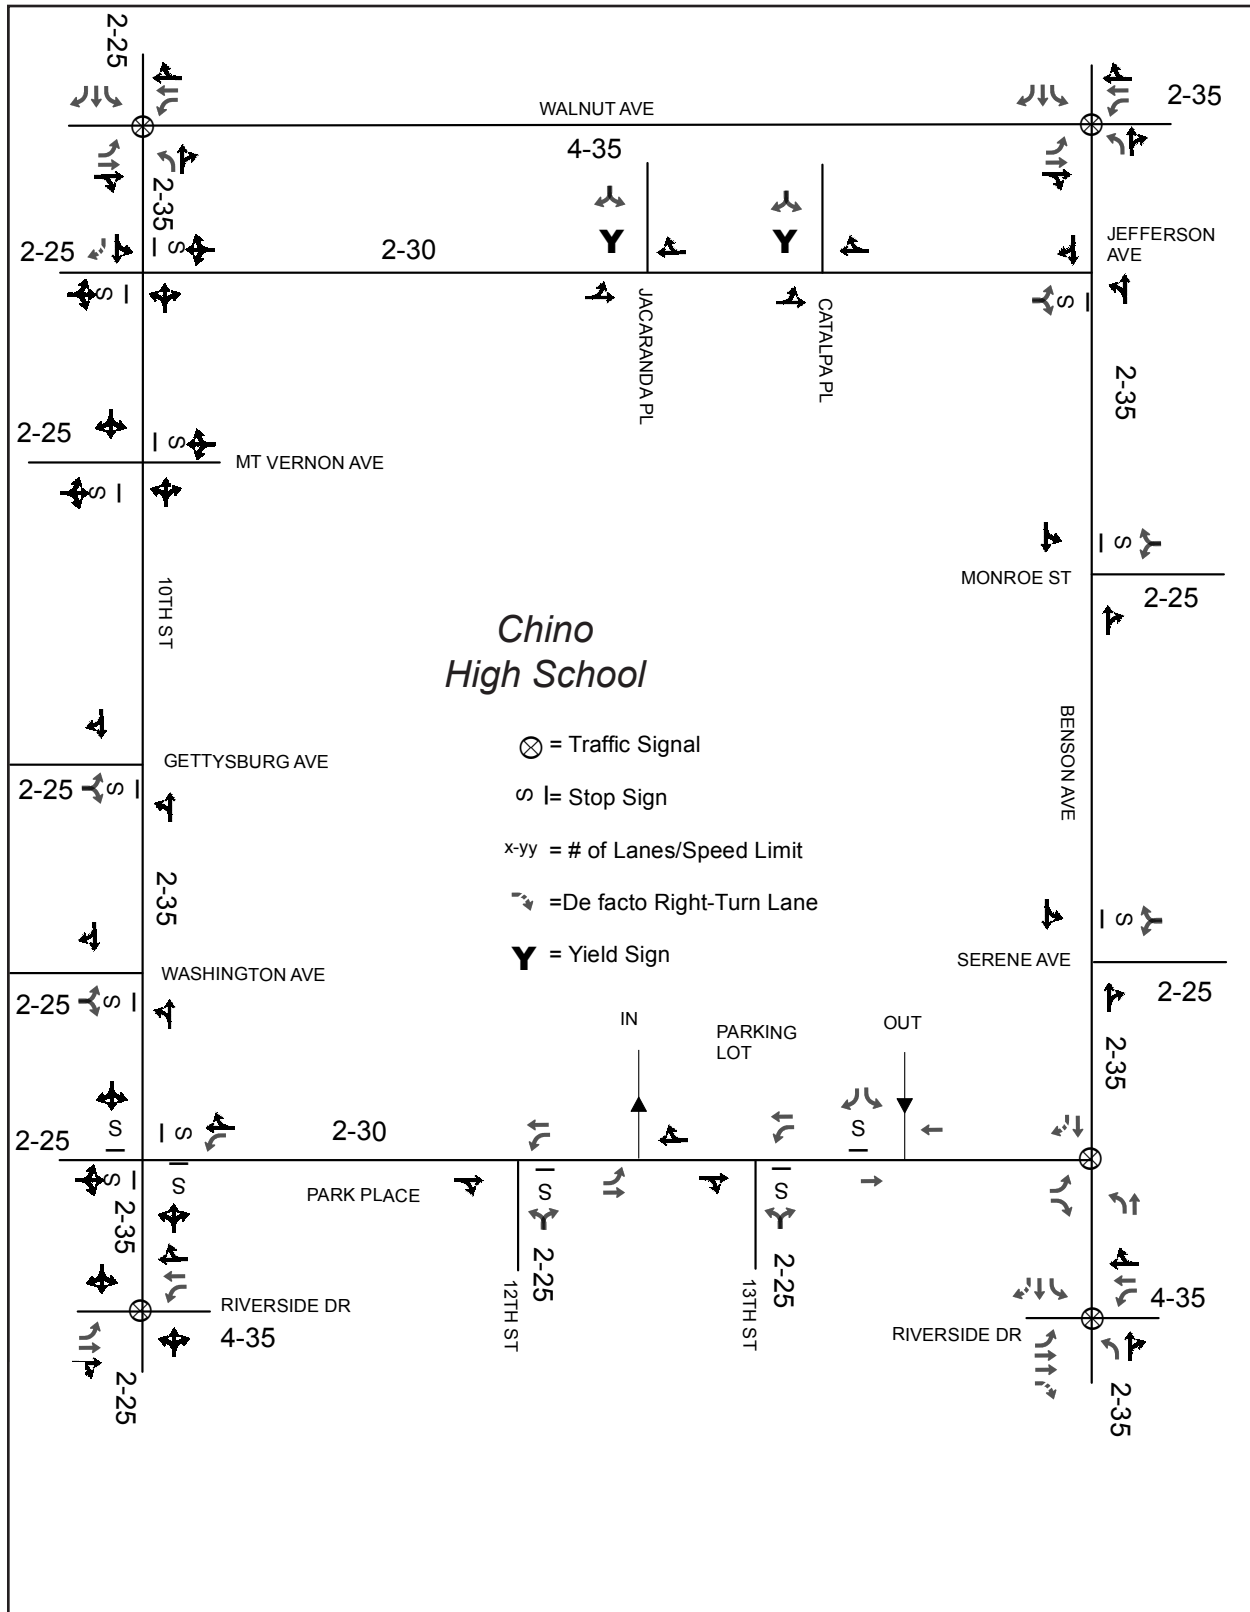 2-25
2-35
WALNUT AVE
4-35
2-35
2-25
2-30
Y
Y
JEFFERSON
AVE
S
S
S
JACARANDA PL
CATALPA PL
2-35
2-25
S
MT VERNON AVE
S
S
MONROE ST
2-25
10TH ST
Chino
High School
BENSON AVE
= Traffic Signal
GETTYSBURG AVE
2-25
S
S = Stop Sign
x-yy = # of Lanes/Speed Limit
2-35
=De facto Right-Turn Lane
S
Y = Yield Sign
SERENE AVE
WASHINGTON AVE
2-25
S
2-25
IN
PARKING
LOT
OUT
2-35
S
S
2-30
S
2-25
S
S
PARK PLACE
S
S
2-35
2-25
2-25
12TH ST
13TH ST
RIVERSIDE DR
4-35
4-35
RIVERSIDE DR
2-25
2-35